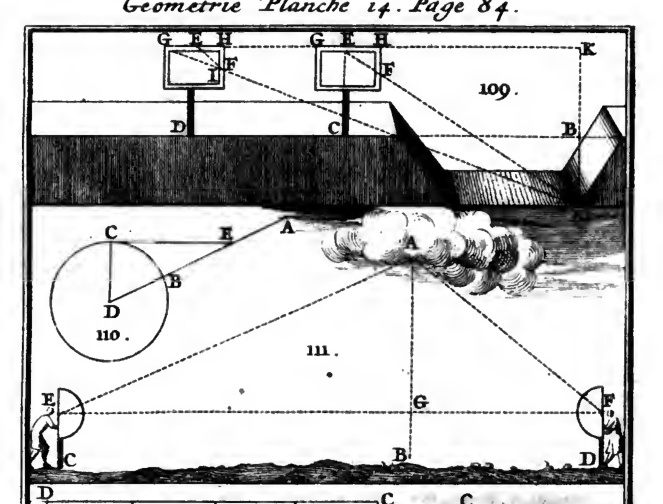 Geometrie Planche 14. Page 84.
G E H G E H K
I F F
109.
D C B
C E A A
B
D
110.
111.
E G F
C B D
D C C